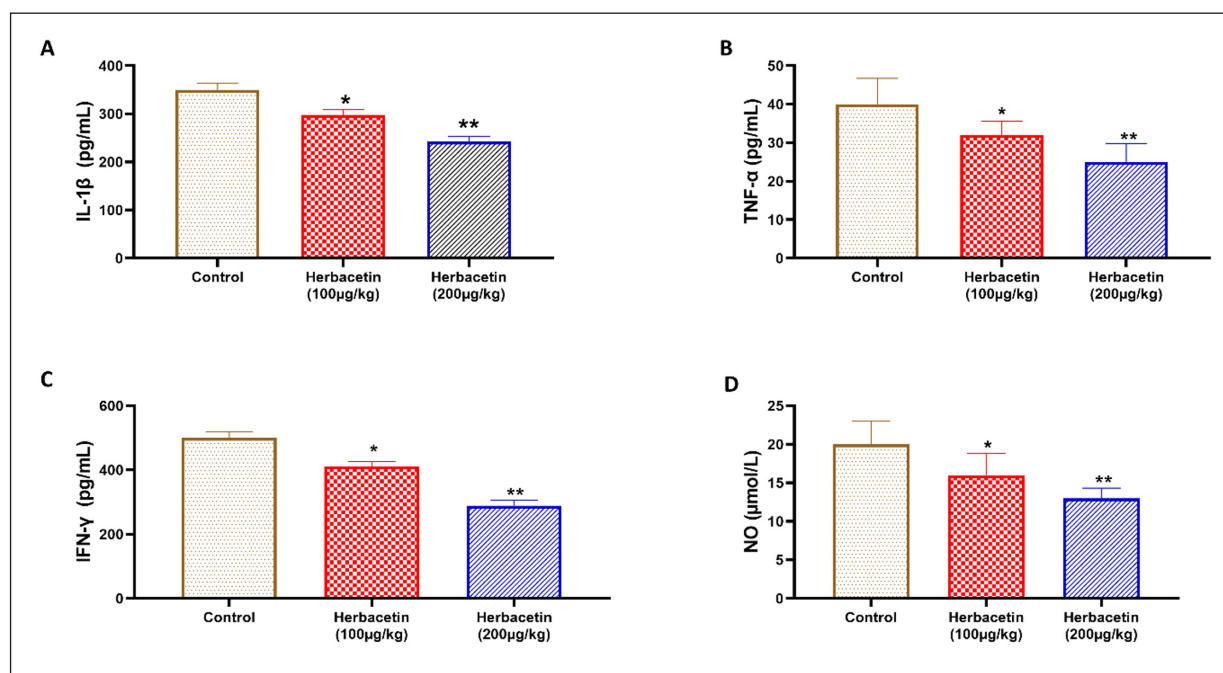 A
IL-1β (pg/mL)
400
300
200
100
0
*
**
Control
Herbacetin
(100µg/kg)
Herbacetin
(200µg/kg)
B
TNF-α (pg/mL)
50
40
30
20
10
0
*
**
Control
Herbacetin
(100µg/kg)
Herbacetin
(200µg/kg)
C
IFN-γ (pg/mL)
600
400
200
0
*
**
Control
Herbacetin
(100µg/kg)
Herbacetin
(200µg/kg)
D
NO (µmol/L)
25
20
15
10
5
0
*
**
Control
Herbacetin
(100µg/kg)
Herbacetin
(200µg/kg)